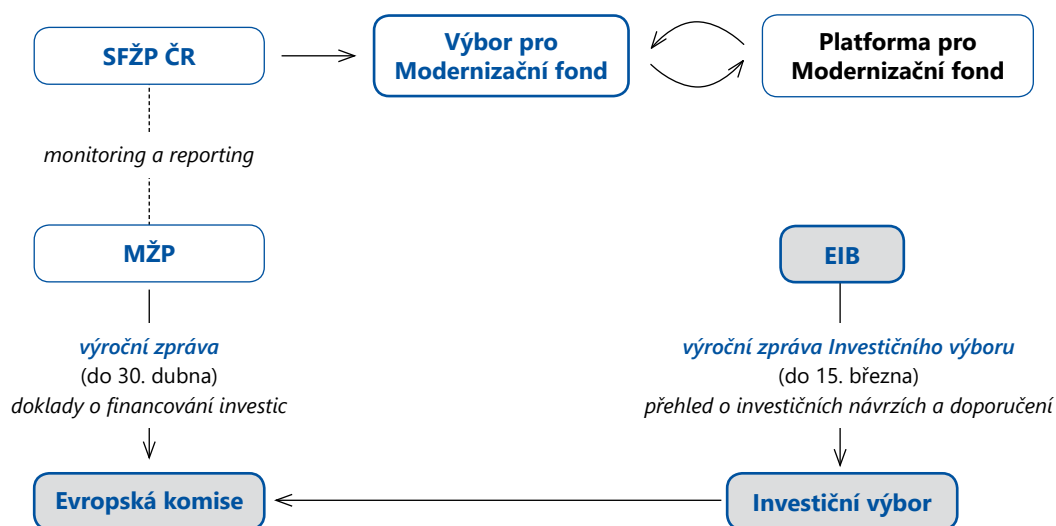 SFŽP ČR
Výbor pro
Modernizační fond
Platforma pro
Modernizační fond
monitoring a reporting
MŽP
EIB
výroční zpráva
(do 30. dubna)
doklady o financování investic
výroční zpráva Investičního výboru
(do 15. března)
přehled o investičních návrzích a doporučení
Evropská komise
Investiční výbor